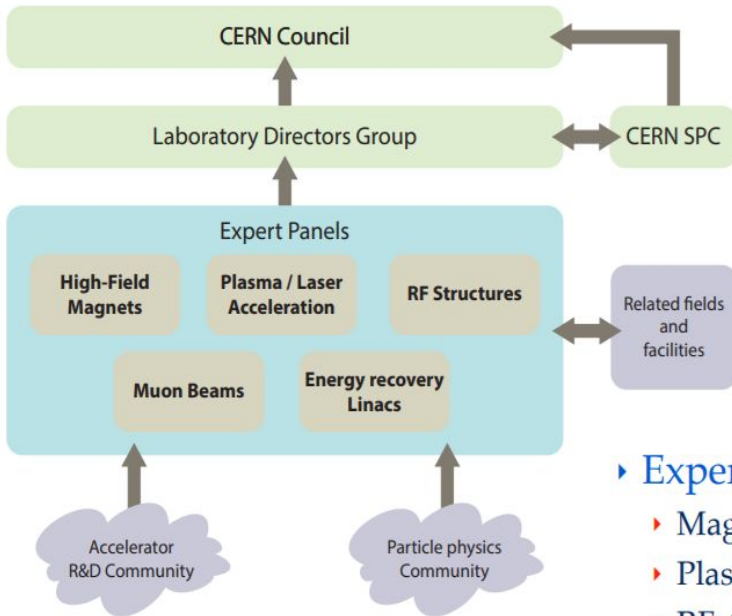 CERN Council
Laboratory Directors Group
CERN SPC
Expert Panels
High-Field
Magnets
Plasma / Laser
Acceleration
RF Structures
Related fields
and
facilities
Muon Beams
Energy recovery
Linacs
Accelerator
R&D Community
Particle physics
Community